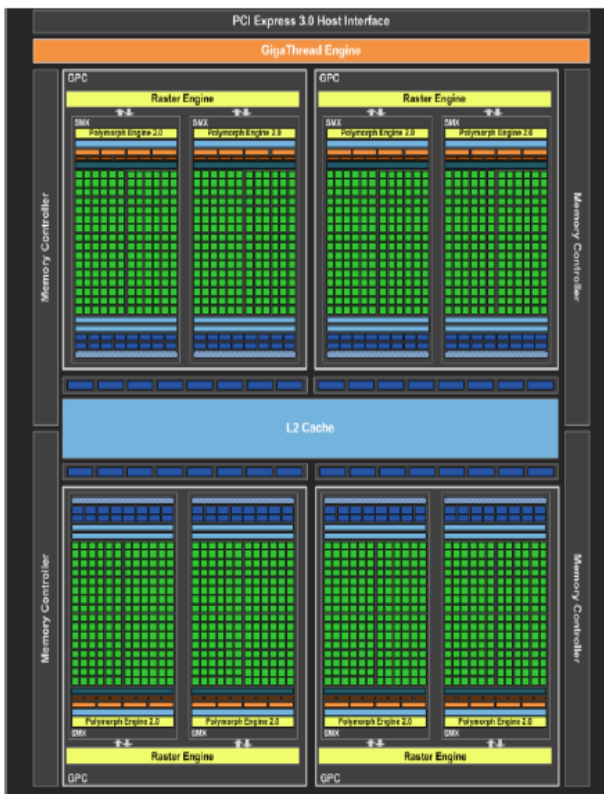 PCI Express 3.0 Host Interface
GigaThread Engine
GPC
GPC
Raster Engine
Raster Engine
SMX
SMX
SMX
SMX
Polymorph Engine 2.0
Polymorph Engine 2.0
Polymorph Engine 2.0
Polymorph Engine 2.0
Memory Controller
Memory Controller
L2 Cache
Memory Controller
Memory Controller
Polymorph Engine 2.0
Polymorph Engine 2.0
Polymorph Engine 2.0
Polymorph Engine 2.0
SMX
SMX
SMX
SMX
Raster Engine
Raster Engine
GPC
GPC